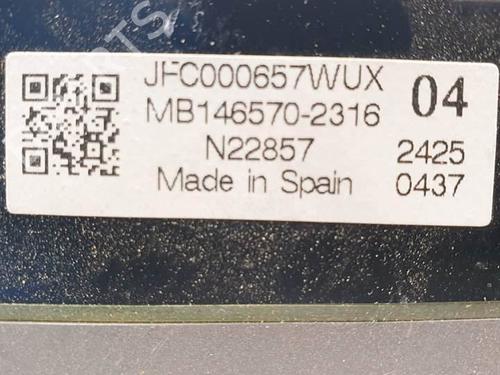 JFC000657WUX 04
MB146570-2316
N22857 2425
Made in Spain 0437